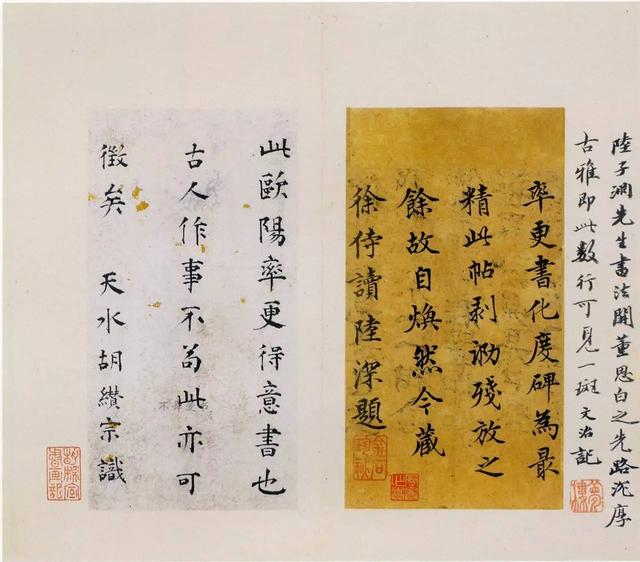 陸子淵先生書法開董思白之先路沈厚
古雅即此數行可見一斑文治記
率更書化度碑為最
精此帖剥泐殘放之
餘故自煥然今藏
徐侍讀陸深題
此歐陽率更得意書也
古人作事不茍此亦可
徵矣 天水胡纘宗識